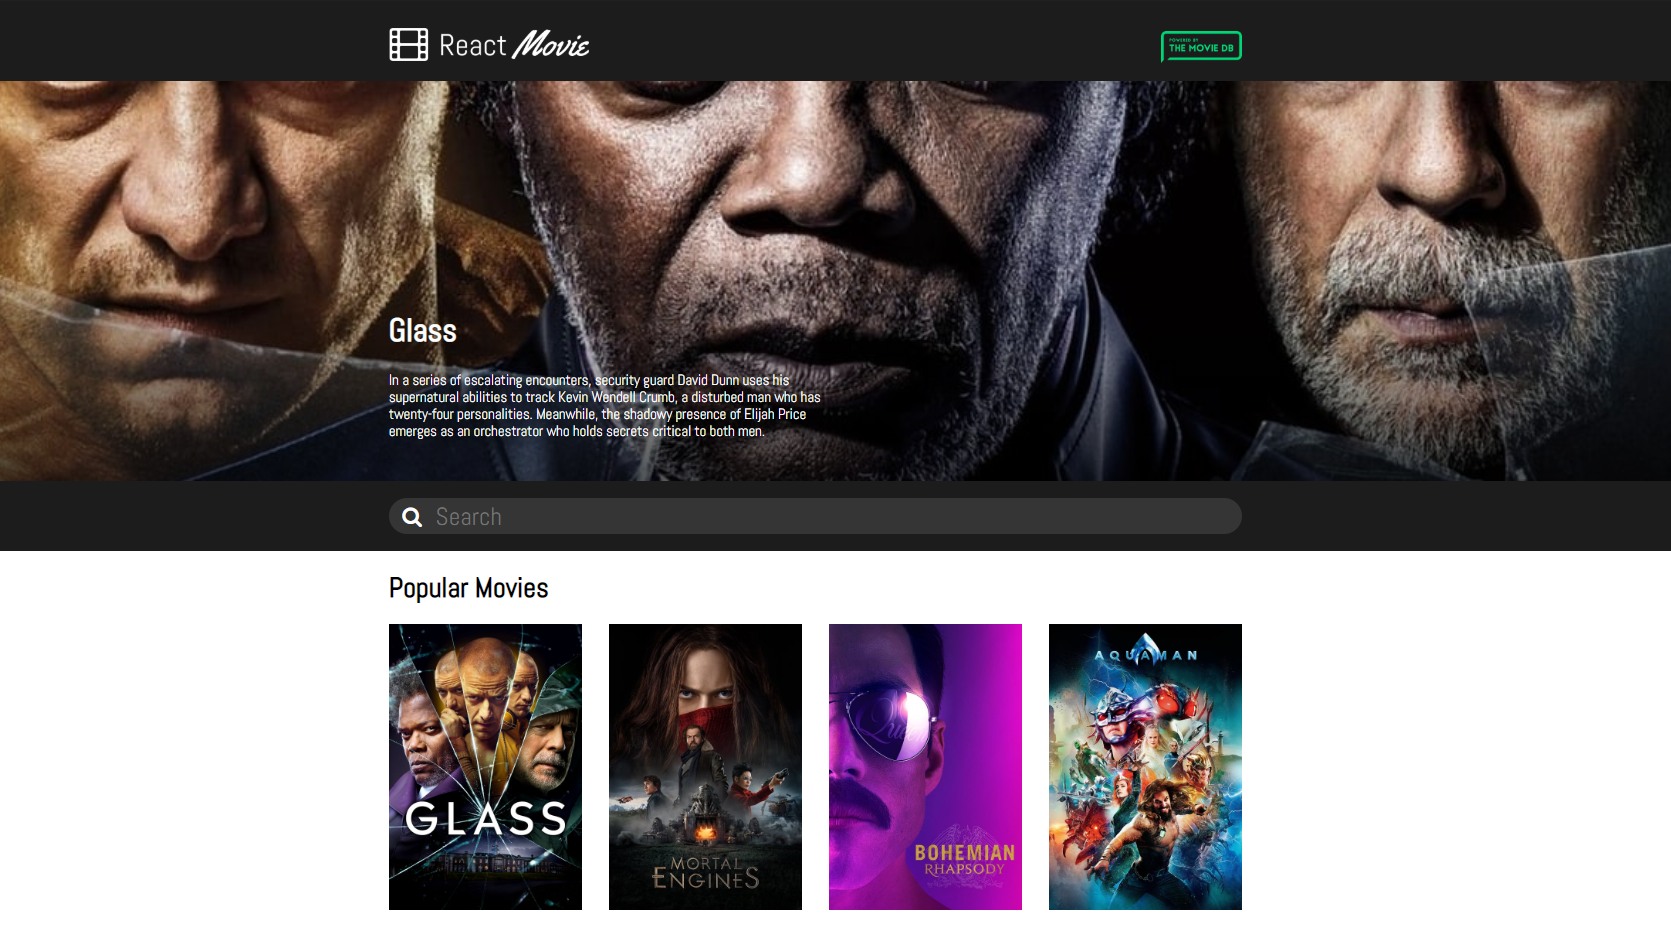 React Movie
POWERED BY
THE MOVIE DB
Glass
In a series of escalating encounters, security guard David Dunn uses his
supernatural abilities to track Kevin Wendell Crumb, a disturbed man who has
twenty-four personalities. Meanwhile, the shadowy presence of Elijah Price
emerges as an orchestrator who holds secrets critical to both men.
Search
Popular Movies
GLASS
MORTAL
ENGINES
BOHEMIAN
RHAPSODY
AQUAMAN